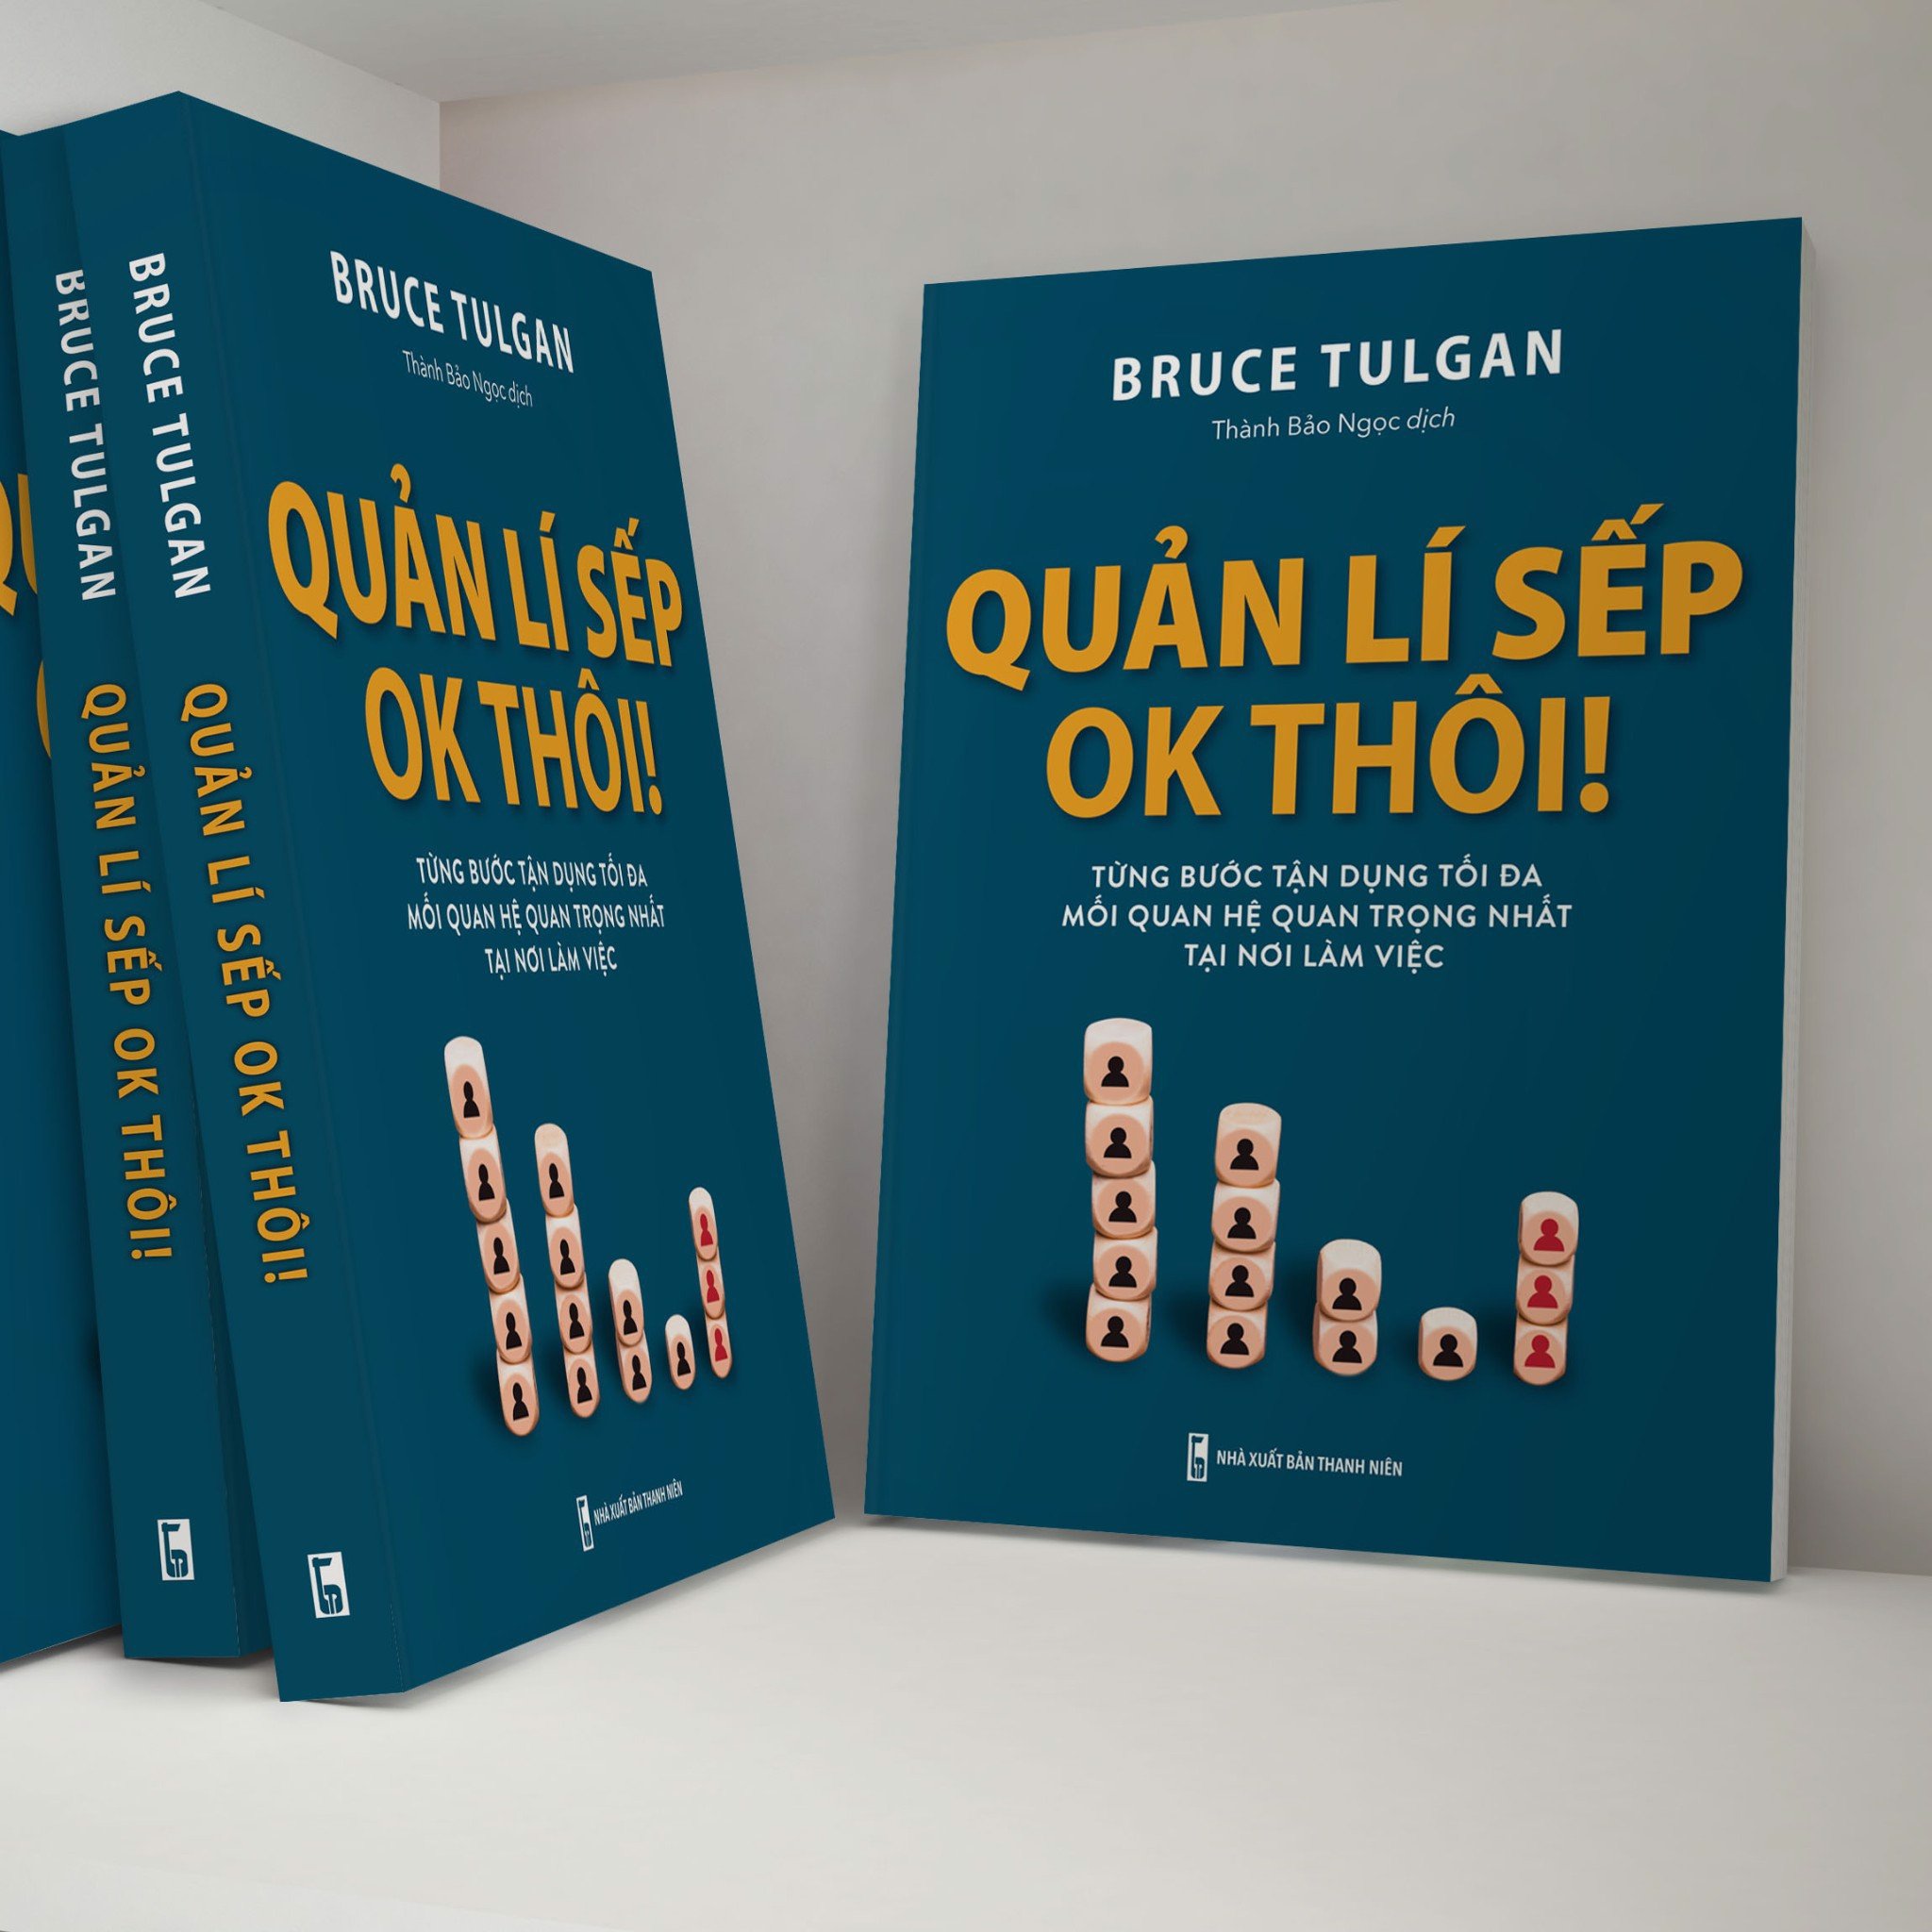 BRUCE TULGAN
QUẢN LÍ SẾP OK THÔI!
BRUCE TULGAN
QUẢN LÍ SẾP OK THÔI!
BRUCE TULGAN
Thành Bảo Ngọc dịch
QUẢN LÍ SẾP
OK THÔI!
TỪNG BƯỚC TẬN DỤNG TỐI ĐA
MỐI QUAN HỆ QUAN TRỌNG NHẤT
TẠI NƠI LÀM VIỆC
NHÀ XUẤT BẢN THANH NIÊN
BRUCE TULGAN
Thành Bảo Ngọc dịch
QUẢN LÍ SẾP
OK THÔI!
TỪNG BƯỚC TẬN DỤNG TỐI ĐA
MỐI QUAN HỆ QUAN TRỌNG NHẤT
TẠI NƠI LÀM VIỆC
NHÀ XUẤT BẢN THANH NIÊN